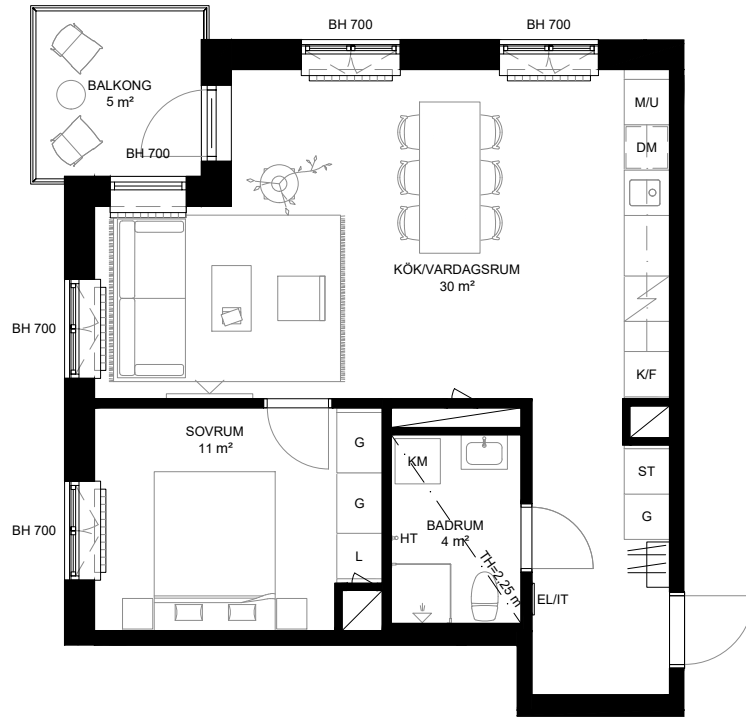 BH 700
BH 700
BALKONG
5 m²
M/U
DM
BH 700
KÖK/VARDAGSRUM
30 m²
BH 700
K/F
SOVRUM
11 m²
G
KM
ST
G
G
BH 700
BADRUM
4 m²
HT
L
TH=2,25 m
EL/IT